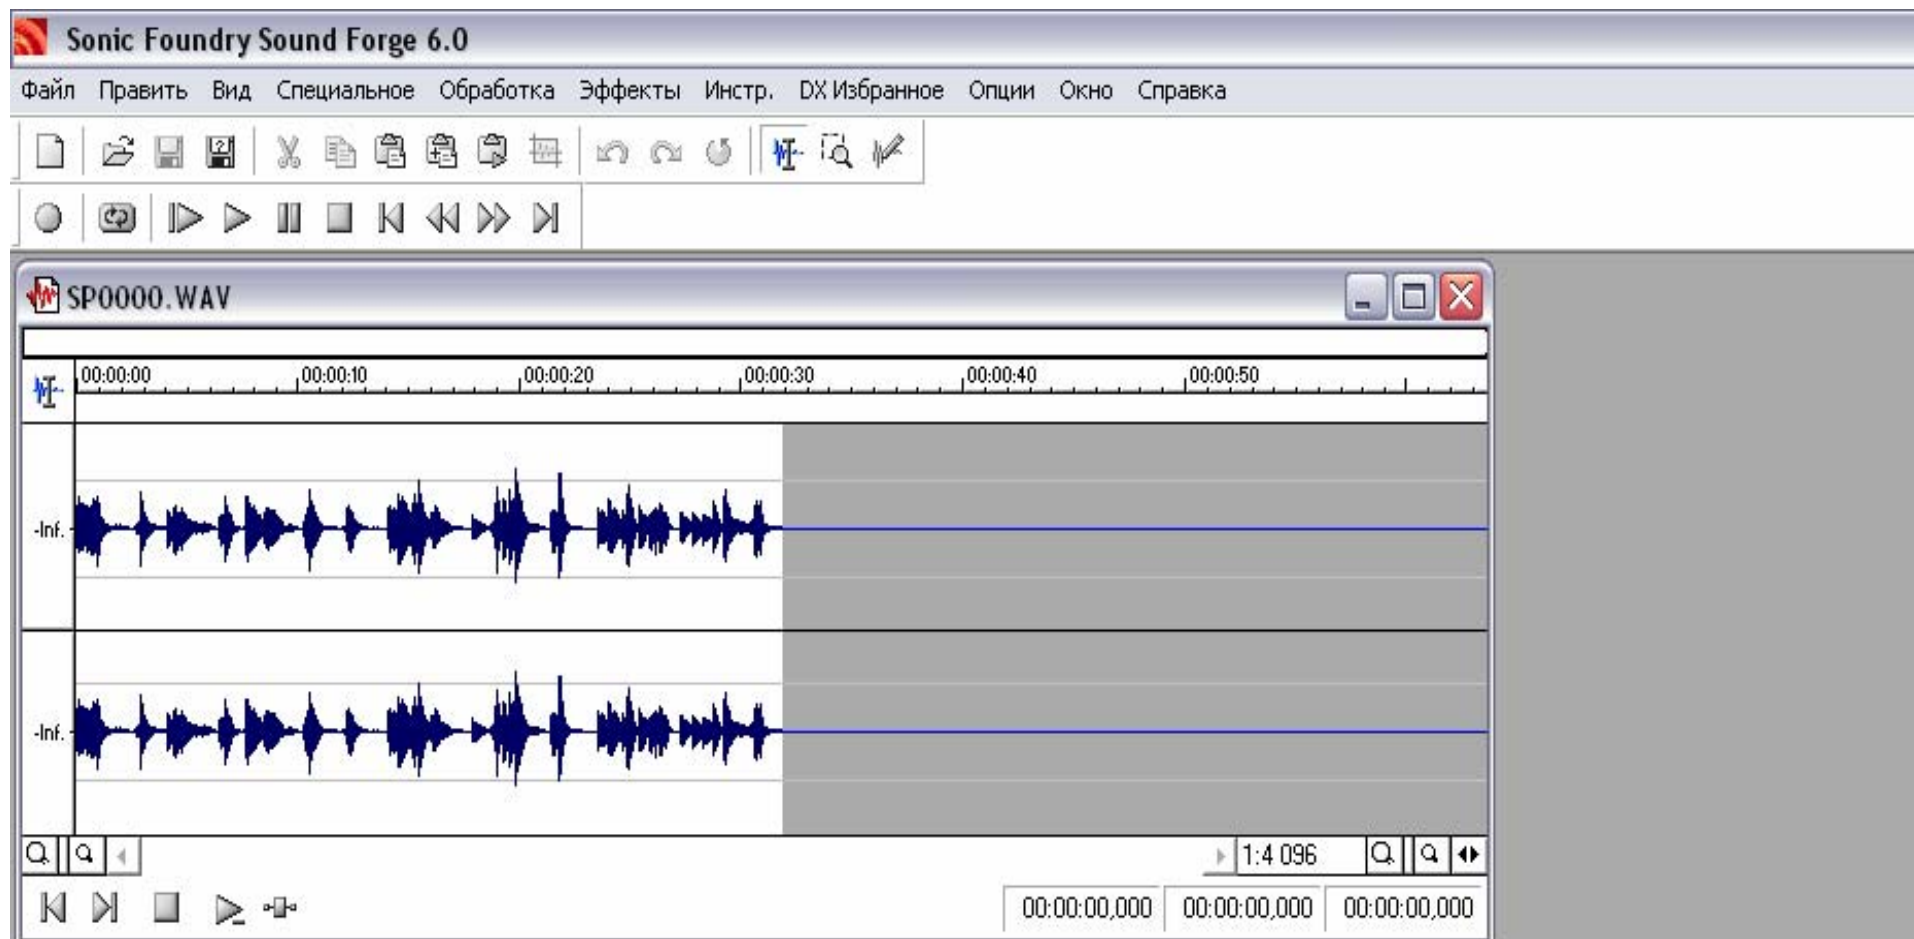 Sonic Foundry Sound Forge 6.0
Файл Править Вид Специальное Обработка Эффекты Инстр. DX Избранное Опции Окно Справка
SP0000.WAV
00:00:00 00:00:10 00:00:20 00:00:30 00:00:40 00:00:50
-Inf.
-Inf.
1:4 096
00:00:00,000 00:00:00,000 00:00:00,000